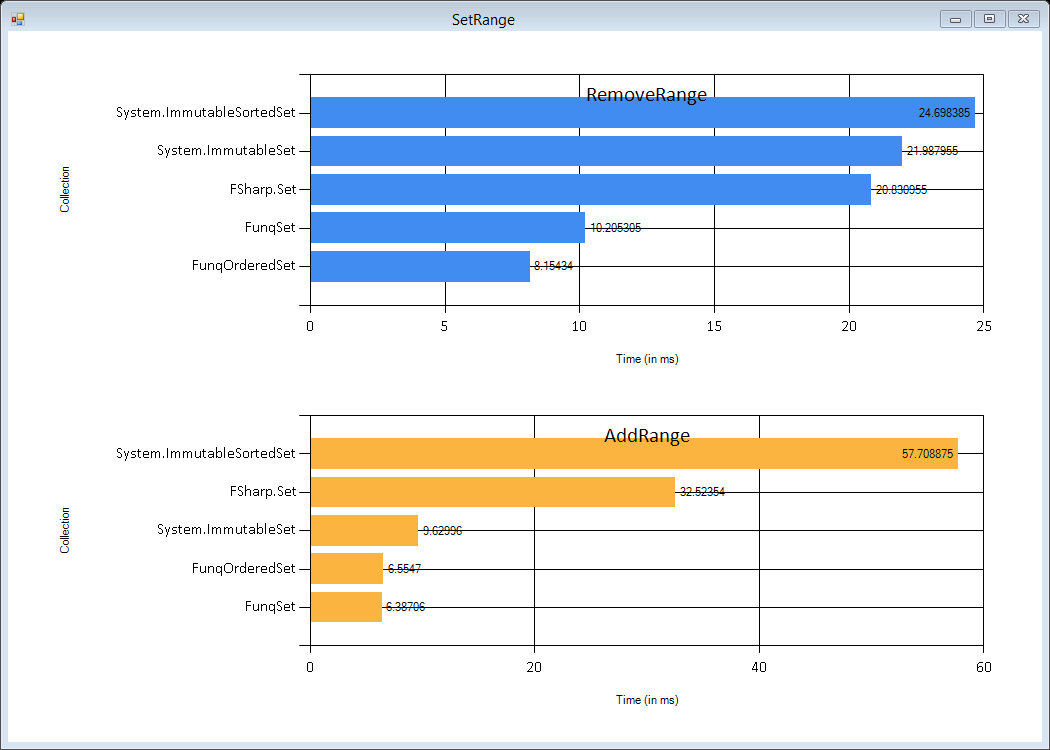 SetRange
RemoveRange
System.ImmutableSortedSet 24.698385
System.ImmutableSet 21.987955
FSharp.Set 20.830955
FunqSet 10.205305
FunqOrderedSet 8.15434
Collection
0 5 10 15 20 25
Time (in ms)
AddRange
System.ImmutableSortedSet 57.708875
FSharp.Set 32.52354
System.ImmutableSet 9.62996
FunqOrderedSet 6.5547
FunqSet 6.38706
Collection
0 20 40 60
Time (in ms)